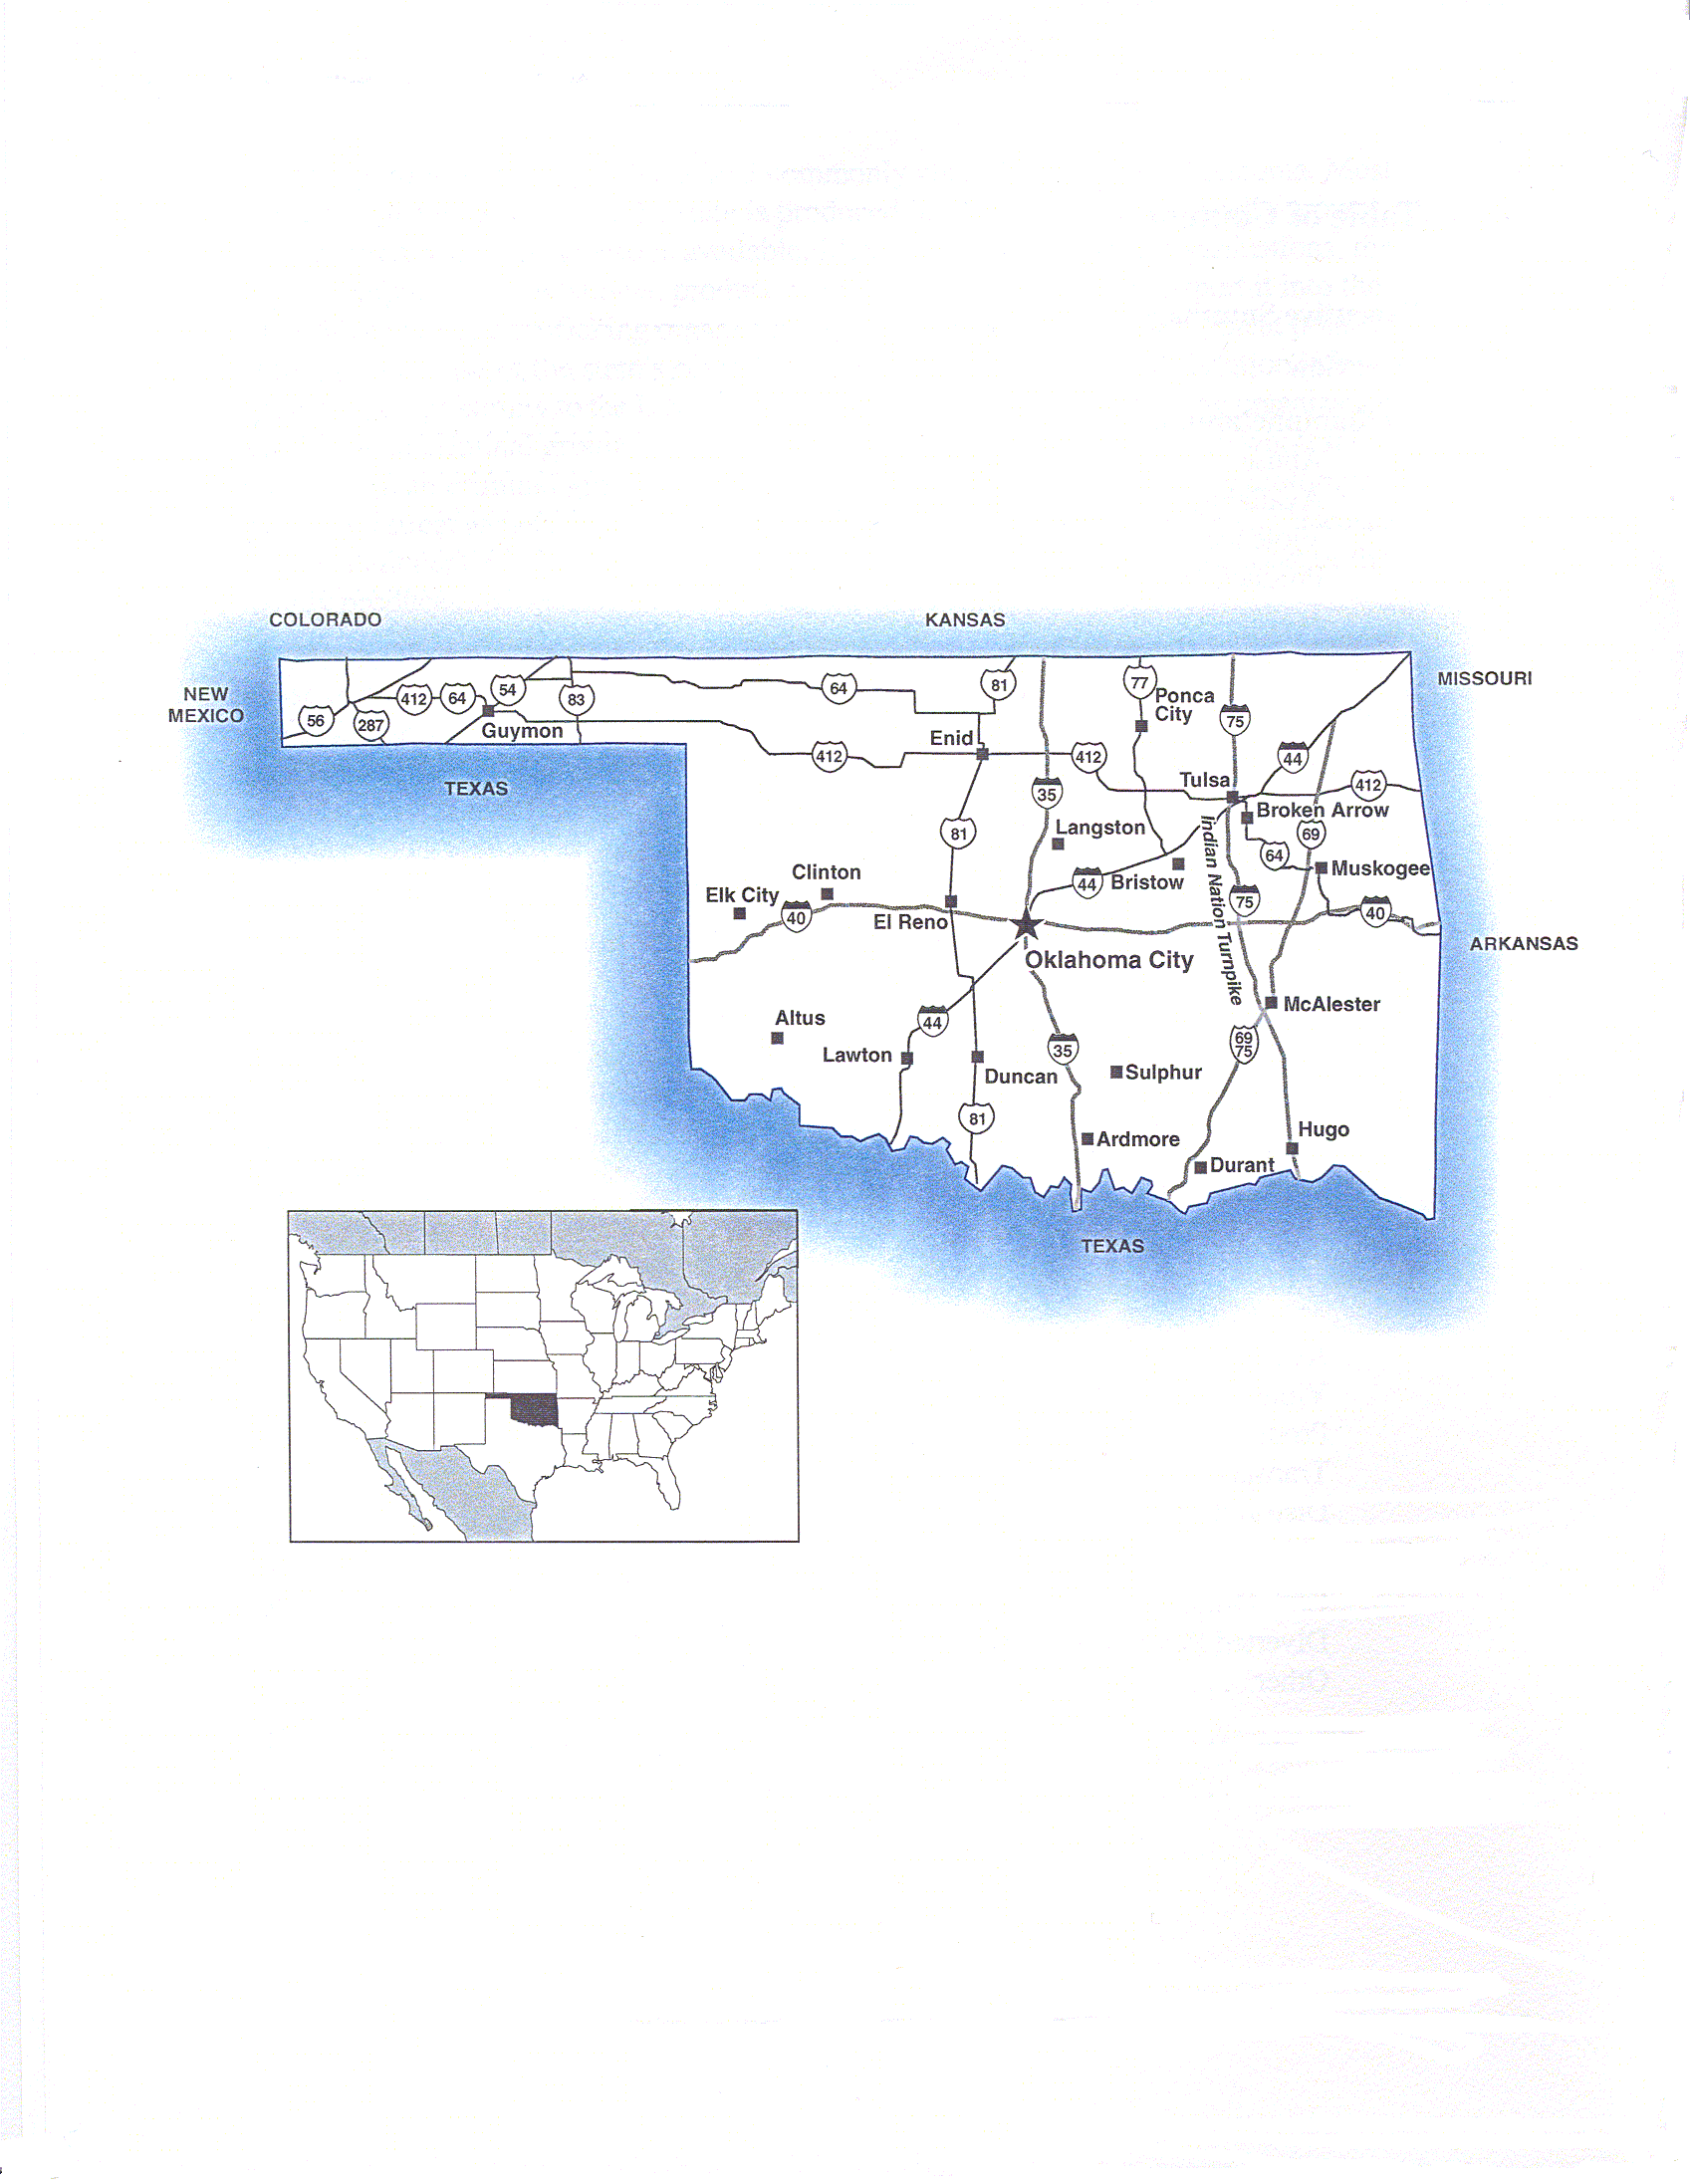 COLORADO
KANSAS
NEW
MEXICO
MISSOURI
56
287
412
64
54
83
Guymon
64
81
77
Ponca
City
75
Enid
412
412
35
Tulsa
44
412
Broken Arrow
69
TEXAS
81
Langston
64
Muskogee
Clinton
Elk City
40
El Reno
44
Bristow
Indian Nation Turnpike
75
40
ARKANSAS
Oklahoma City
McAlester
Altus
44
Lawton
Duncan
35
Sulphur
69
75
81
Ardmore
Hugo
Durant
TEXAS